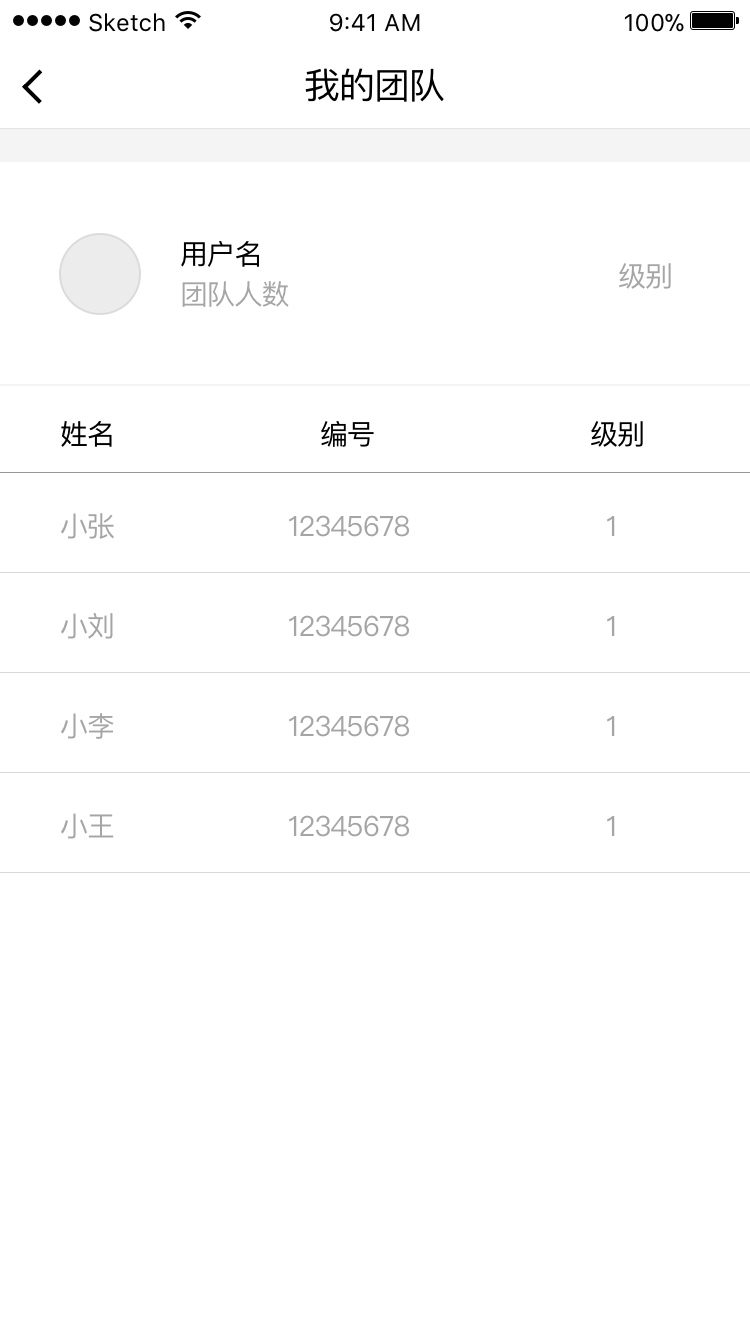 Sketch 9:41 AM 100%
我的团队
用户名
团队人数
级别
姓名 编号 级别
小张 12345678 1
小刘 12345678 1
小李 12345678 1
小王 12345678 1